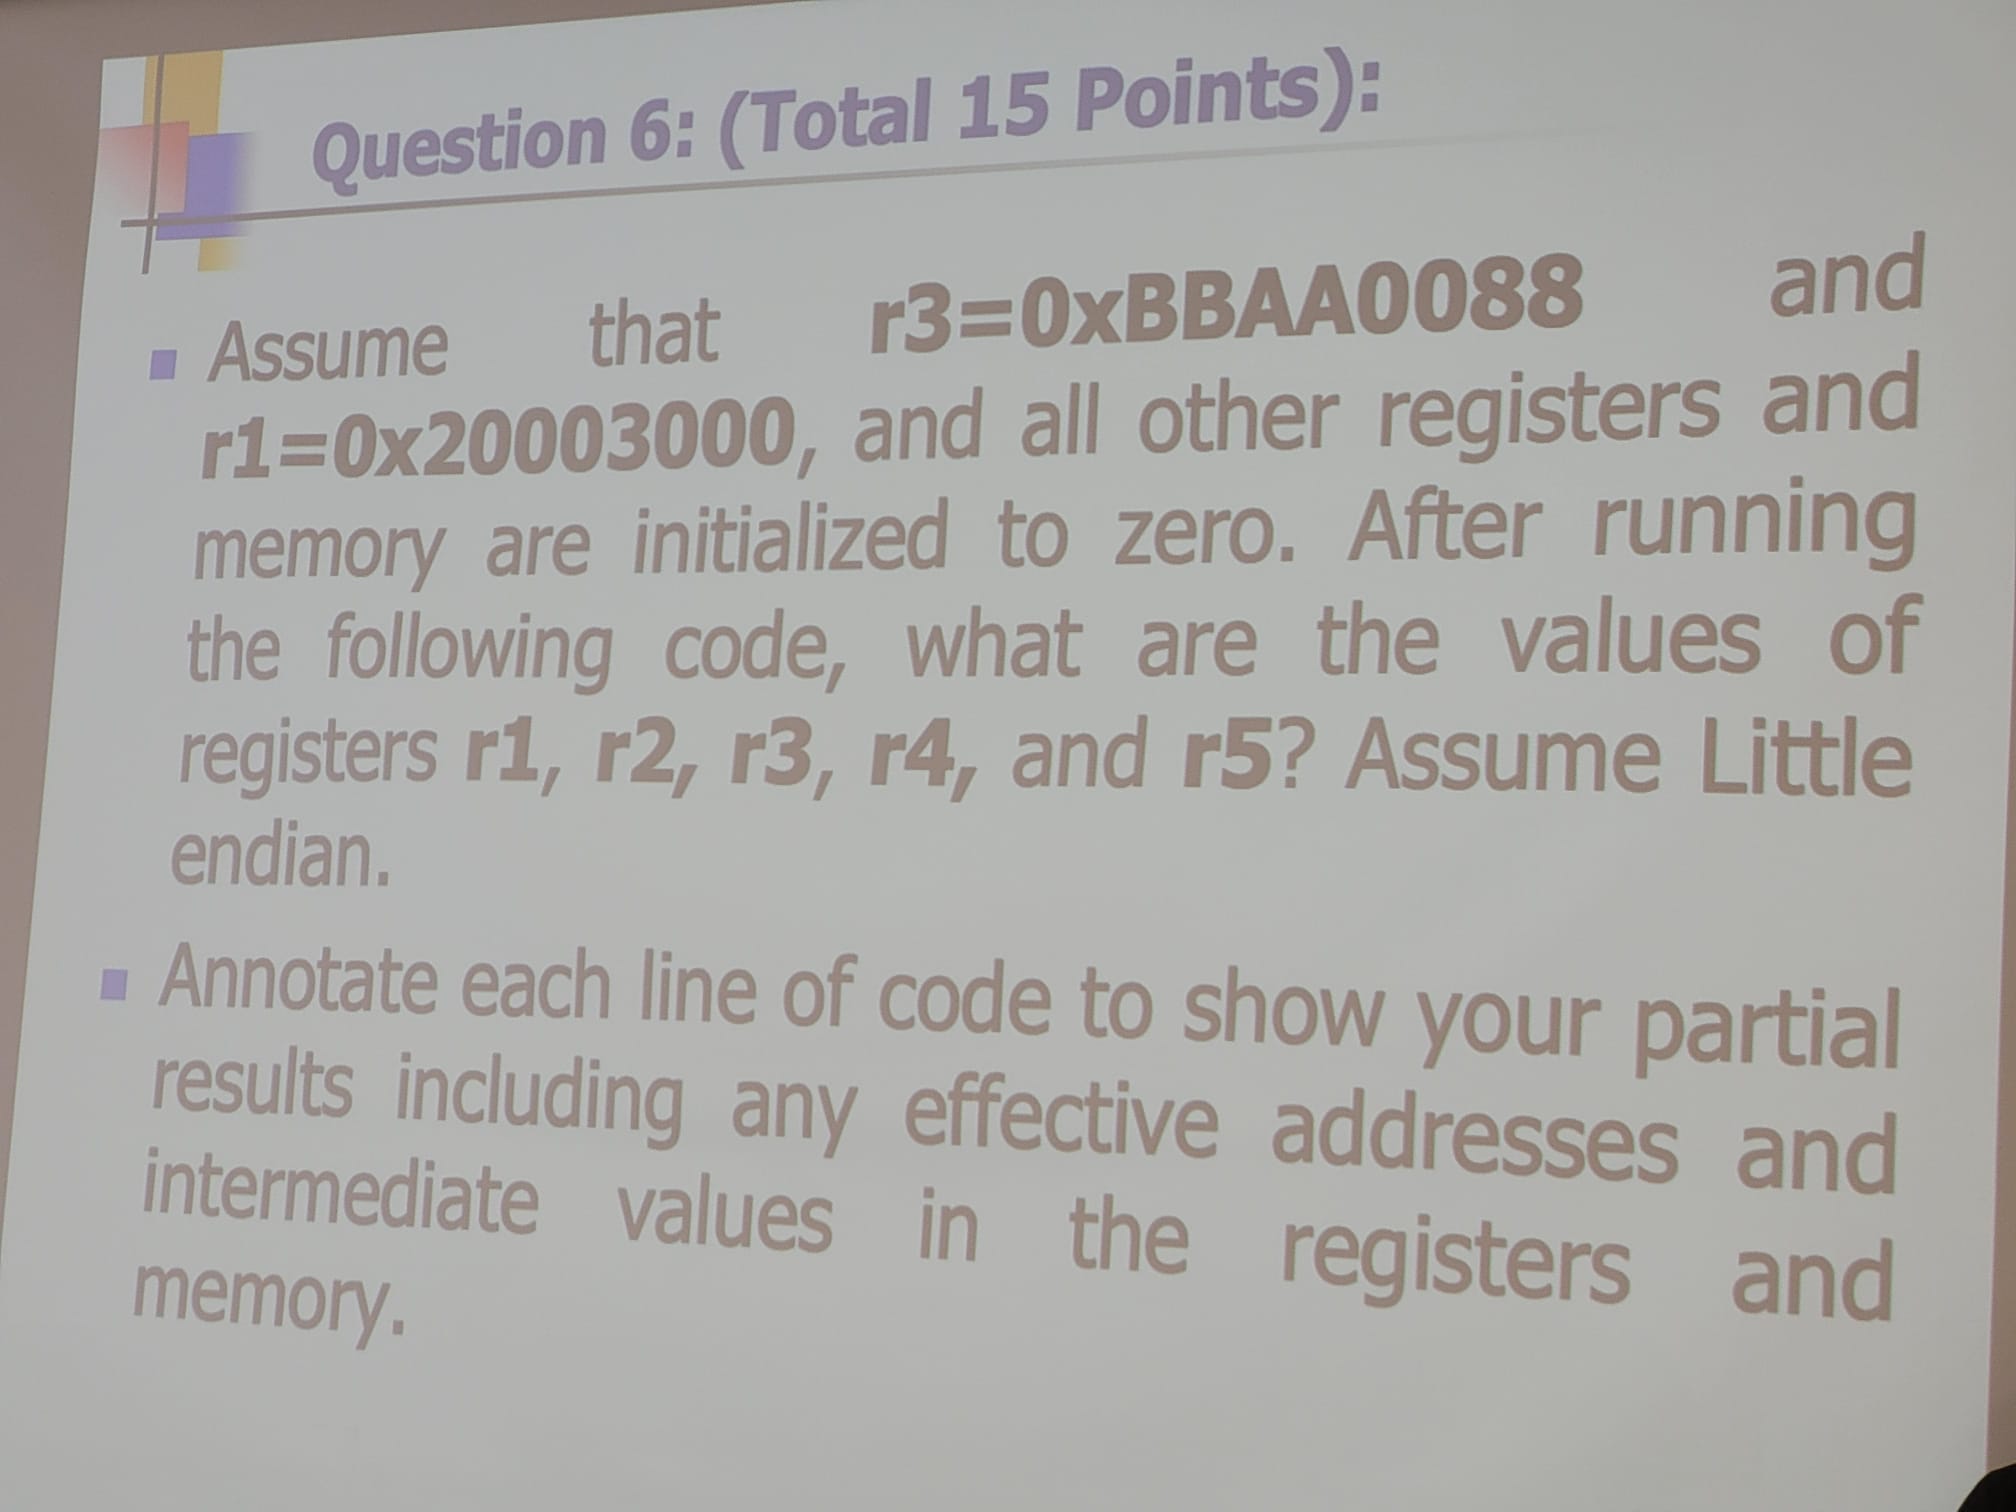 Question 6: (Total 15 Points):
Assume that r3=0xBBAA0088 and
r1=0x20003000, and all other registers and
memory are initialized to zero. After running
the following code, what are the values of
registers r1, r2, r3, r4, and r5? Assume Little
endian.
Annotate each line of code to show your partial
results including any effective addresses and
intermediate values in the registers and
memory.